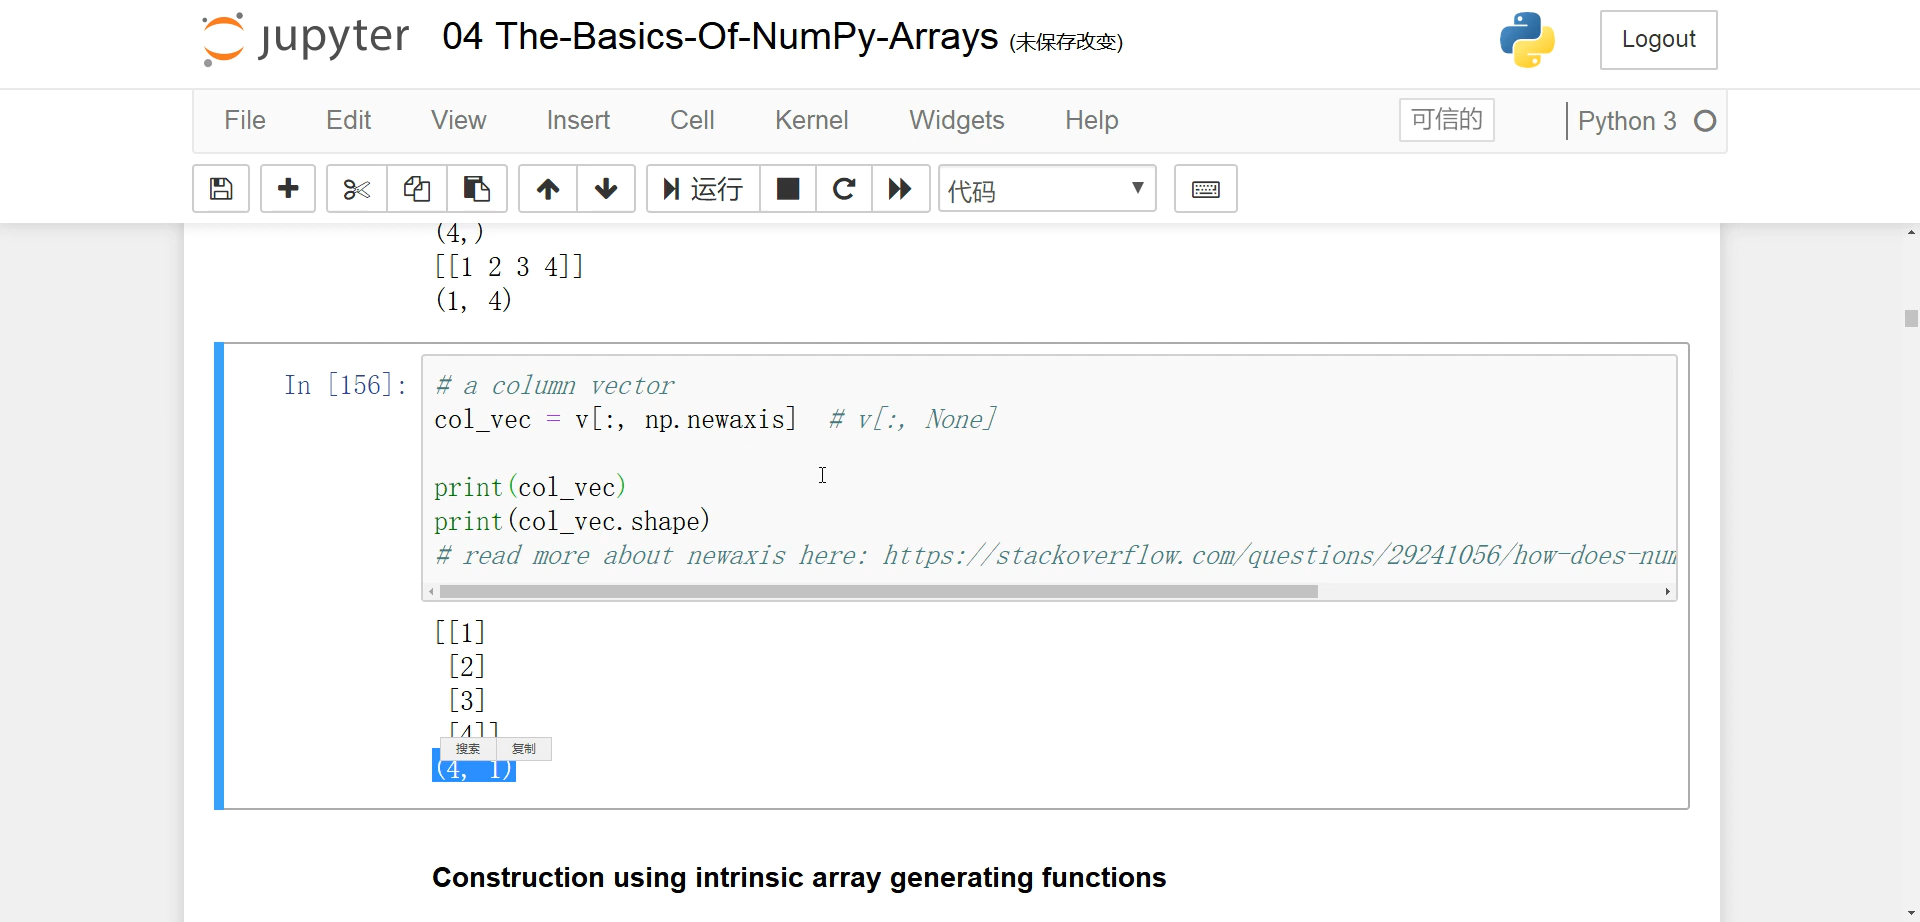 jupyter 04 The-Basics-Of-NumPy-Arrays (未保存改变) Logout
File Edit View Insert Cell Kernel Widgets Help 可信的 Python 3
运行 代码
(4,)
[[1 2 3 4]]
(1, 4)
In [156]: # a column vector
col_vec = v[:, np.newaxis] # v[:, None]
print(col_vec)
print(col_vec.shape)
# read more about newaxis here: https://stackoverflow.com/questions/29241056/how-does-num
[[1]
[2]
[3]
[4]]
搜索 复制
(4, 1)
Construction using intrinsic array generating functions